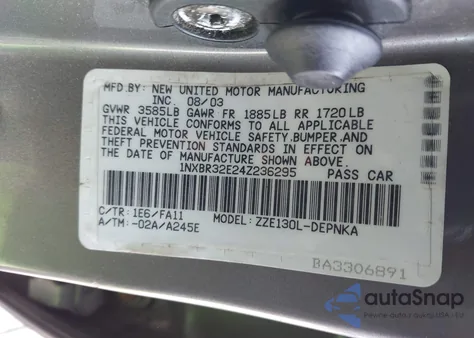 MFD.BY: NEW UNITED MOTOR MANUFACTURING
INC. 08/03
GVWR 3585LB GAWR FR 1885LB RR 1720LB
THIS VEHICLE CONFORMS TO ALL APPLICABLE
FEDERAL MOTOR VEHICLE SAFETY,BUMPER,AND
THEFT PREVENTION STANDARDS IN EFFECT ON
THE DATE OF MANUFACTURE SHOWN ABOVE.
1NXBR32E24Z236295 PASS CAR
C/TR: 1E6/FA11 MODEL: ZZE130L-DEPNKA
A/TM: -02A/A245E
BA3306891
autoSnap